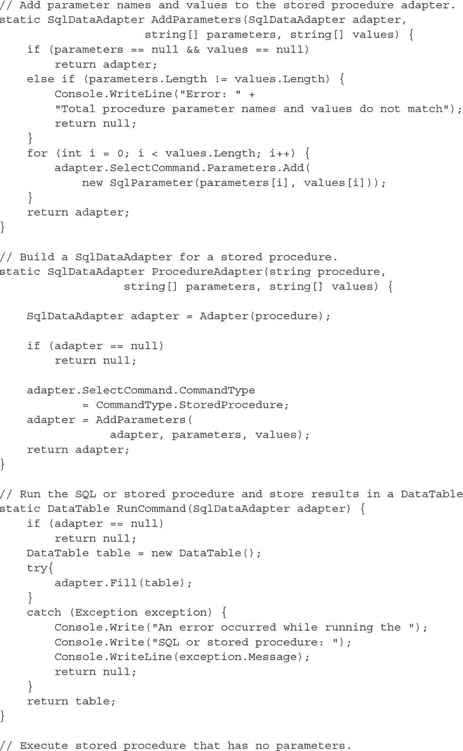 // Add parameter names and values to the stored procedure adapter.
static SqlDataAdapter AddParameters(SqlDataAdapter adapter,
                     string[] parameters, string[] values) {
    if (parameters == null && values == null)
        return adapter;
    else if (parameters.Length != values.Length) {
        Console.WriteLine("Error: " +
        "Total procedure parameter names and values do not match");
        return null;
    }
    for (int i = 0; i < values.Length; i++) {
        adapter.SelectCommand.Parameters.Add(
            new SqlParameter(parameters[i], values[i]));
    }
    return adapter;
}

// Build a SqlDataAdapter for a stored procedure.
static SqlDataAdapter ProcedureAdapter(string procedure,
                  string[] parameters, string[] values) {

    SqlDataAdapter adapter = Adapter(procedure);

    if (adapter == null)
        return null;

    adapter.SelectCommand.CommandType
            = CommandType.StoredProcedure;
    adapter = AddParameters(
                adapter, parameters, values);
    return adapter;
}

// Run the SQL or stored procedure and store results in a DataTable
static DataTable RunCommand(SqlDataAdapter adapter) {
    if (adapter == null)
        return null;
    DataTable table = new DataTable();
    try{
        adapter.Fill(table);
    }
    catch (Exception exception) {
        Console.Write("An error occurred while running the ");
        Console.Write("SQL or stored procedure: ");
        Console.WriteLine(exception.Message);
        return null;
    }
    return table;
}

// Execute stored procedure that has no parameters.